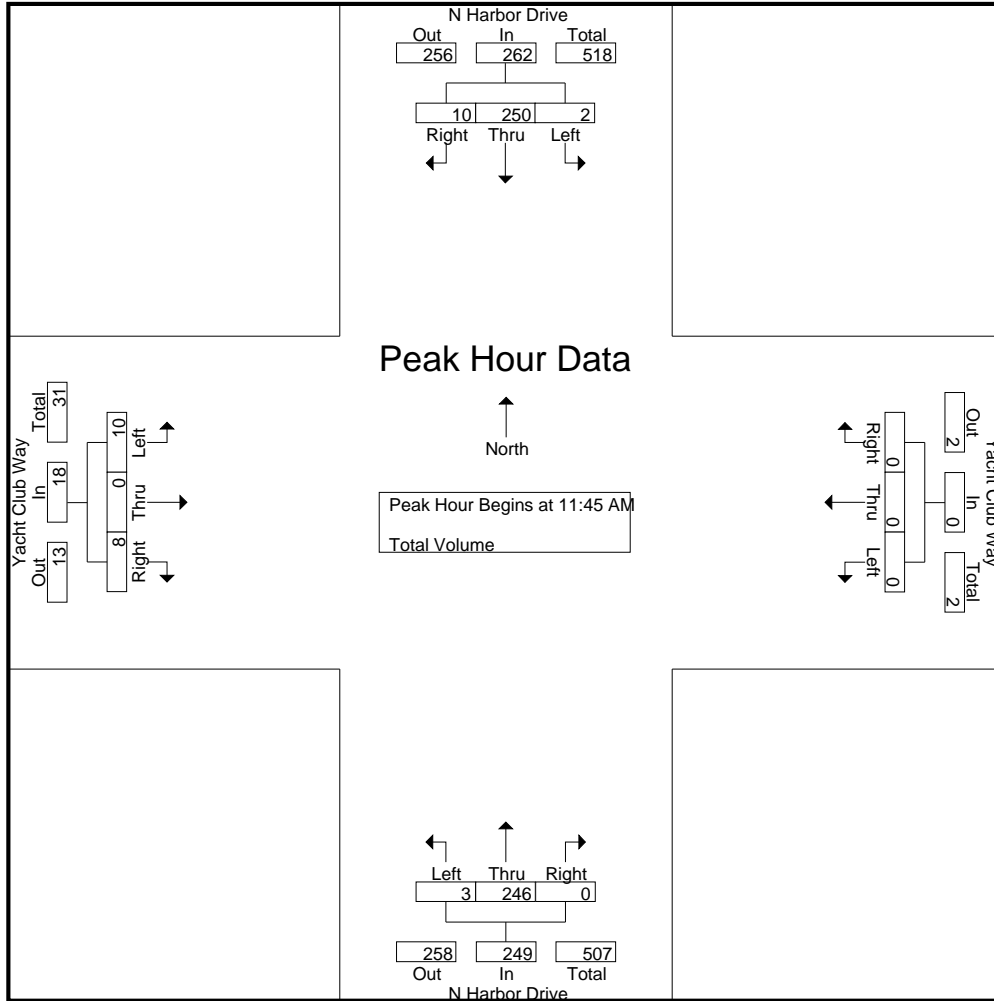 N Harbor Drive
Out In Total
256 262 518
10 250 2
Right Thru Left
Peak Hour Data
North
Peak Hour Begins at 11:45 AM
Total Volume
Yacht Club Way
Total In Out
31 18 13
10 0 8
Left Thru Right
Right Thru Left
0 0 0
2 0 2
Out In Total
Yacht Club Way
Left Thru Right
3 246 0
258 249 507
Out In Total
N Harbor Drive